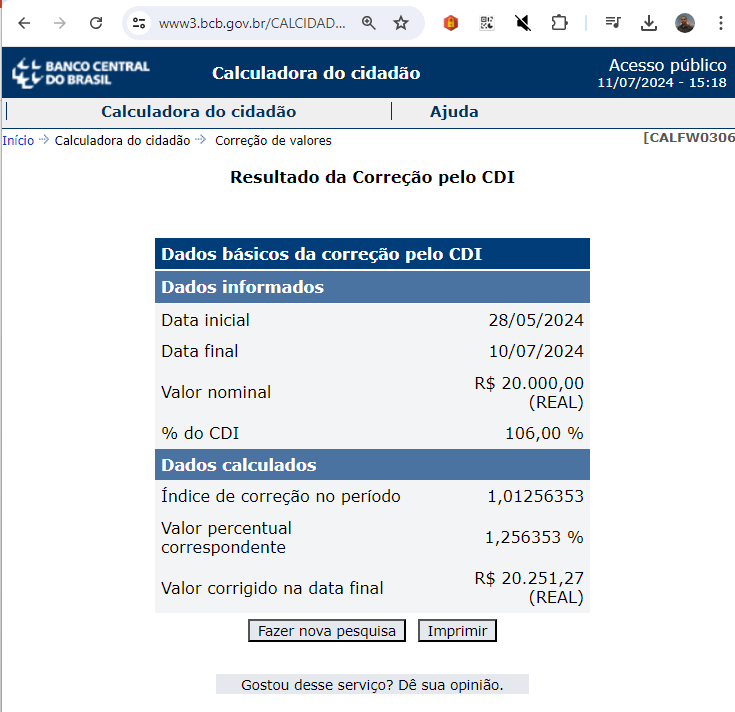 www3.bcb.gov.br/CALCIDAD...
BANCO CENTRAL
DO BRASIL
Calculadora do cidadão
Acesso público
11/07/2024 - 15:18
Calculadora do cidadão
Ajuda
Início
Calculadora do cidadão
Correção de valores
[CALFW0306
Resultado da Correção pelo CDI
Dados básicos da correção pelo CDI
Dados informados
Data inicial 28/05/2024
Data final 10/07/2024
Valor nominal R$ 20.000,00
(REAL)
% do CDI 106,00 %
Dados calculados
Índice de correção no período 1,01256353
Valor percentual
correspondente 1,256353 %
Valor corrigido na data final R$ 20.251,27
(REAL)
Fazer nova pesquisa
Imprimir
Gostou desse serviço? Dê sua opinião.